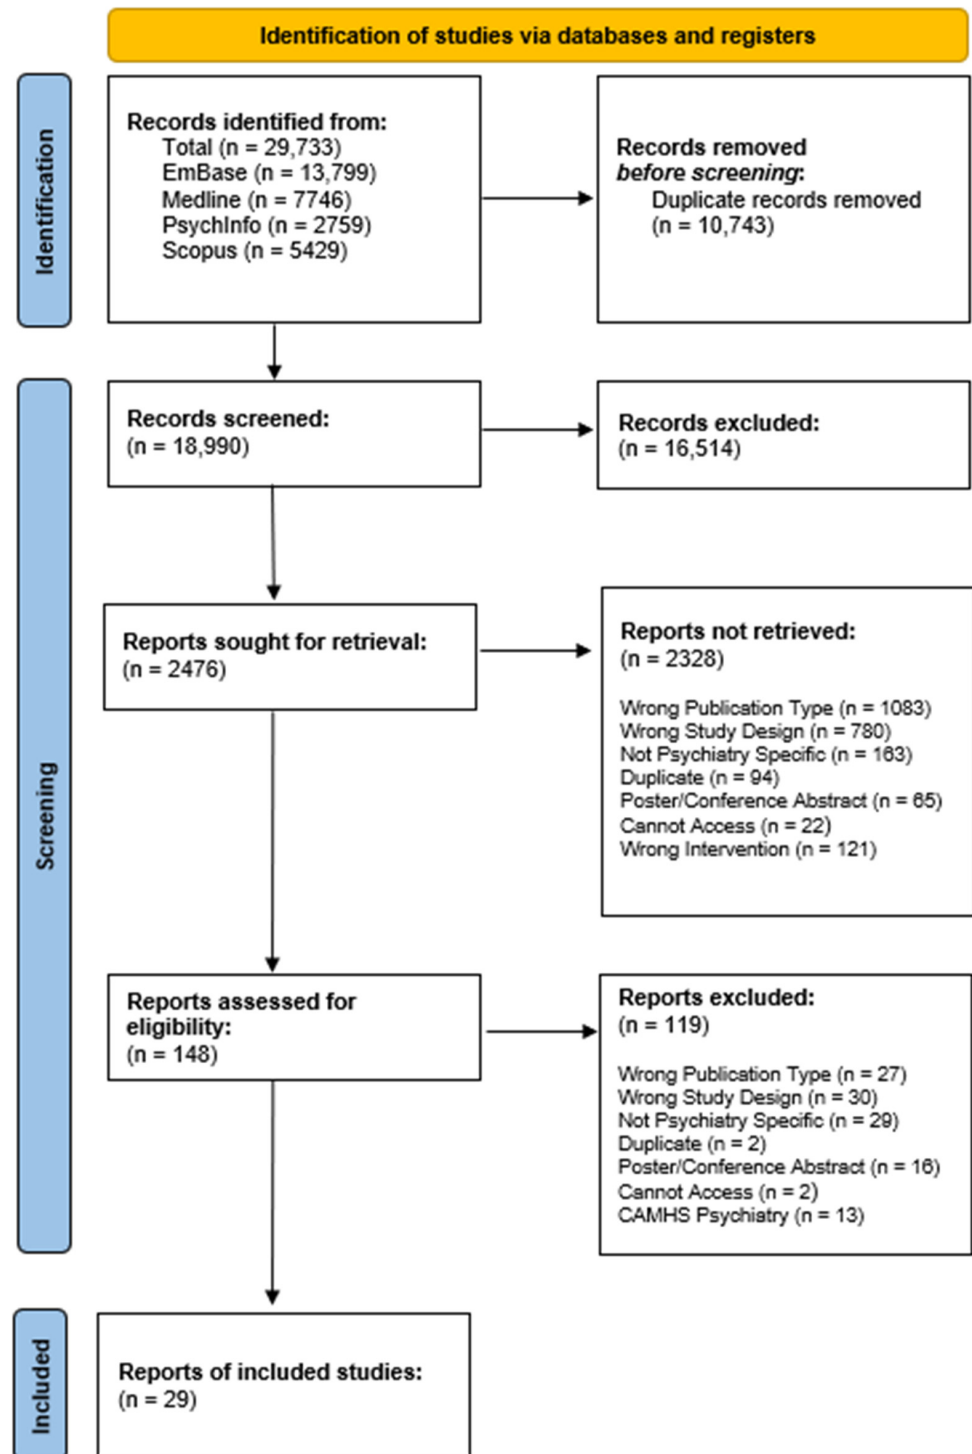 Identification of studies via databases and registers
Identification
Records identified from:
Total (n = 29,733)
EmBase (n = 13,799)
Medline (n = 7746)
PsychInfo (n = 2759)
Scopus (n = 5429)
Records removed
before screening:
Duplicate records removed
(n = 10,743)
Screening
Records screened:
(n = 18,990)
Records excluded:
(n = 16,514)
Reports sought for retrieval:
(n = 2476)
Reports not retrieved:
(n = 2328)
Wrong Publication Type (n = 1083)
Wrong Study Design (n = 780)
Not Psychiatry Specific (n = 163)
Duplicate (n = 94)
Poster/Conference Abstract (n = 65)
Cannot Access (n = 22)
Wrong Intervention (n = 121)
Reports assessed for
eligibility:
(n = 148)
Reports excluded:
(n = 119)
Wrong Publication Type (n = 27)
Wrong Study Design (n = 30)
Not Psychiatry Specific (n = 29)
Duplicate (n = 2)
Poster/Conference Abstract (n = 16)
Cannot Access (n = 2)
CAMHS Psychiatry (n = 13)
Included
Reports of included studies:
(n = 29)